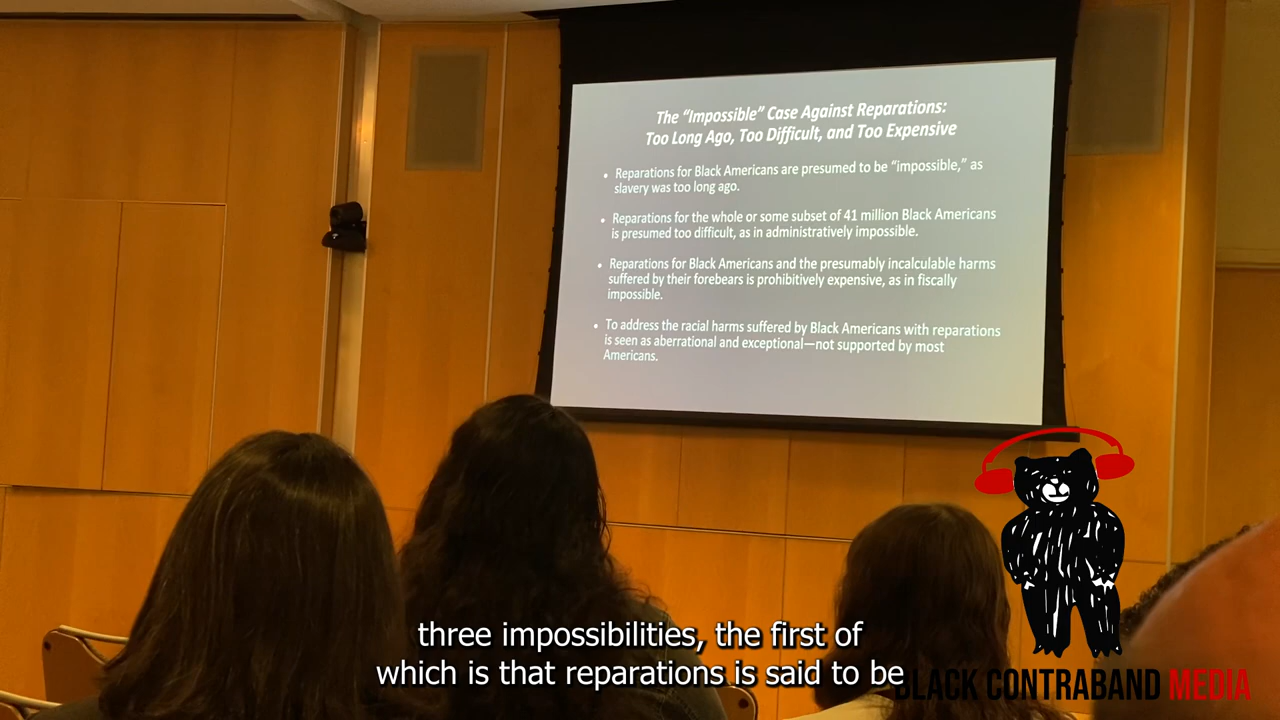 The “Impossible” Case Against Reparations:
Too Long Ago, Too Difficult, and Too Expensive
• Reparations for Black Americans are presumed to be “impossible,” as
slavery was too long ago.
• Reparations for the whole or some subset of 41 million Black Americans
is presumed too difficult, as in administratively impossible.
• Reparations for Black Americans and the presumably incalculable harms
suffered by their forebears is prohibitively expensive, as in fiscally
impossible.
• To address the racial harms suffered by Black Americans with reparations
is seen as aberrational and exceptional—not supported by most
Americans.
three impossibilities, the first of
which is that reparations is said to be
BLACK CONTRABAND MEDIA